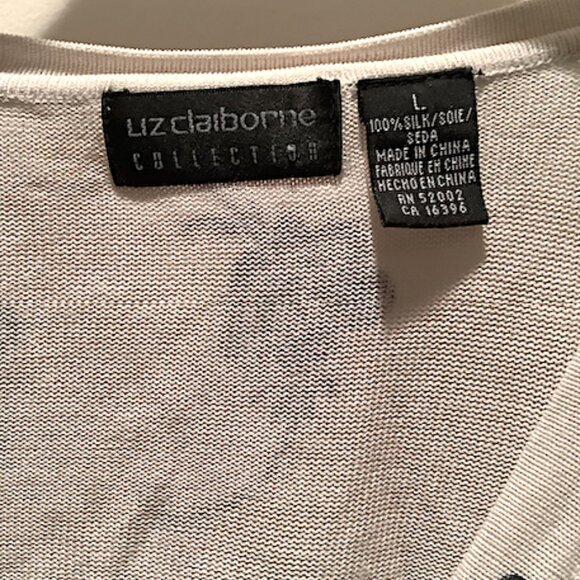 Liz claiborne
COLLECTION
L
100% SILK/SOIE/
SEDA
MADE IN CHINA
FABRIQUE EN CHINE
HECHO EN CHINA
RN 52002
CA 16396